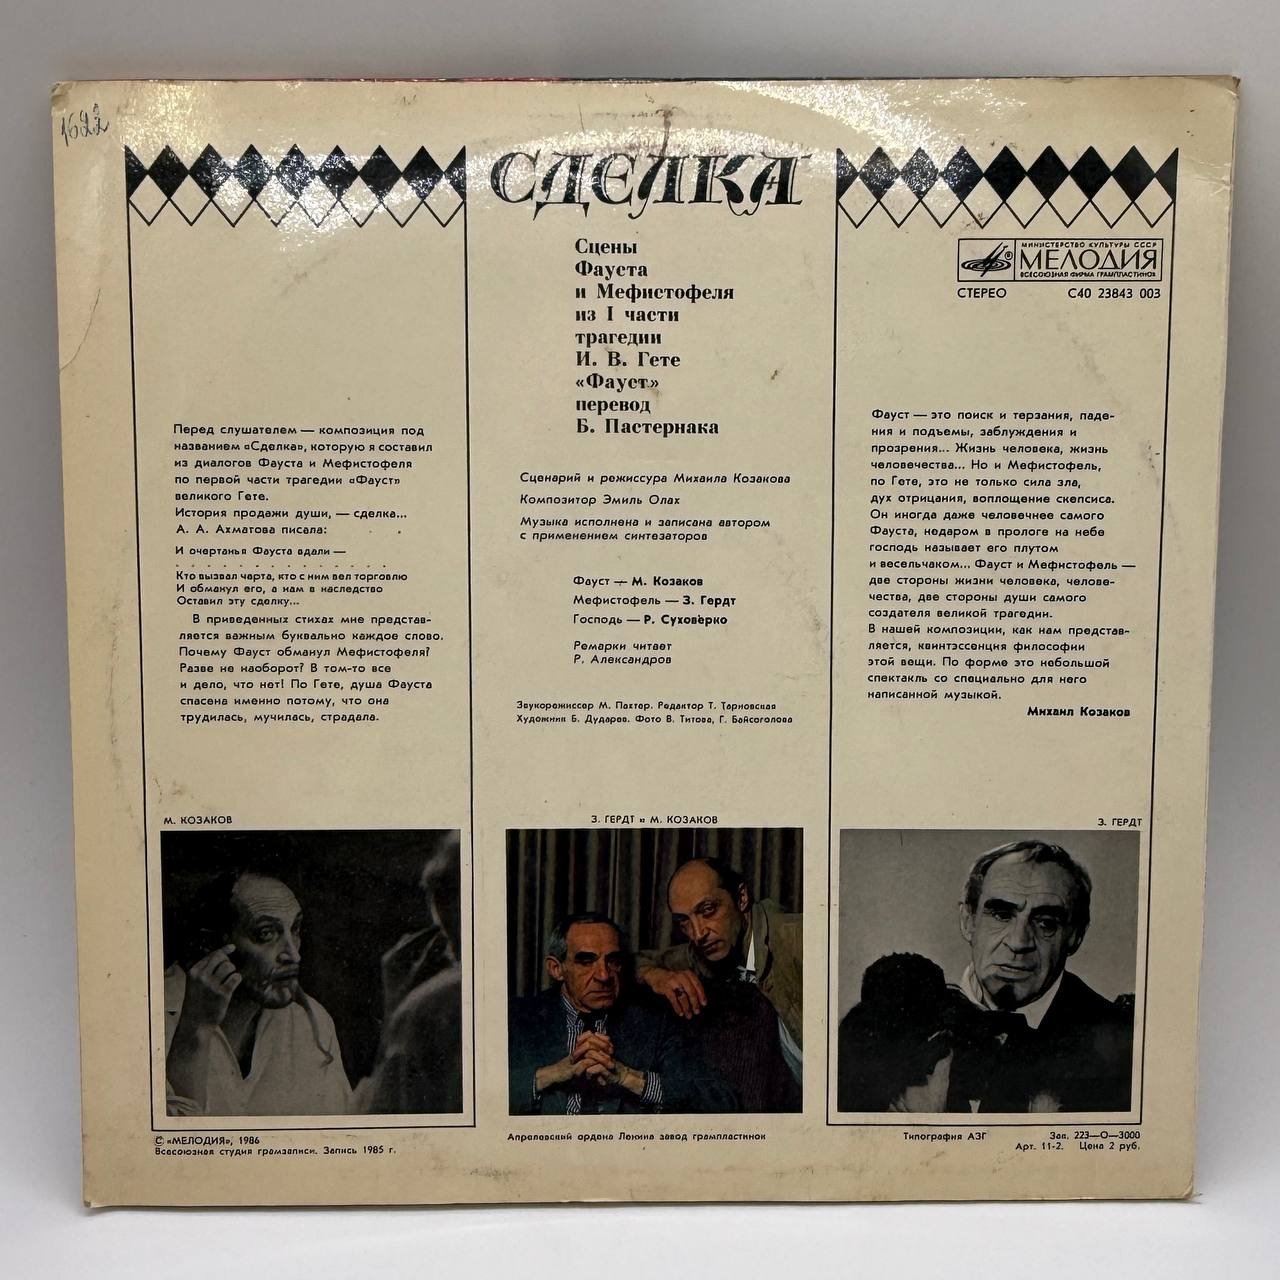 1622
СДЕЛКА
Сцены
Фауста
и Мефистофеля
из I части
трагедии
И. В. Гете
«Фауст»
перевод
Б. Пастернака
МИНИСТЕРСТВО КУЛЬТУРЫ СССР
МЕЛОДИЯ
ВСЕСОЮЗНАЯ ФИРМА ГРАМПЛАСТИНОК
СТЕРЕО С40 23843 003
Перед слушателем — композиция под
названием «Сделка», которую я составил
из диалогов Фауста и Мефистофеля
по первой части трагедии «Фауст»
великого Гете.
История продажи души, — сделка...
А. А. Ахматова писала:
И очертанья Фауста вдали —
. . . . . . . . . . . . . .
Кто вызвал черта, кто с ним вел торговлю
И обманул его, а нам в наследство
Оставил эту сделку...
В приведенных стихах мне представ-
ляется важным буквально каждое слово.
Почему Фауст обманул Мефистофеля?
Разве не наоборот? В том-то все
и дело, что нет! По Гете, душа Фауста
спасена именно потому, что она
трудилась, мучилась, страдала.
Сценарий и режиссура Михаила Козакова
Композитор Эмиль Олах
Музыка исполнена и записана автором
с применением синтезаторов
Фауст — М. Козаков
Мефистофель — З. Гердт
Господь — Р. Суховерко
Ремарки читает
Р. Александров
Звукорежиссер М. Пахтер. Редактор Т. Тарновская
Художник Б. Дударев. Фото В. Титова, Г. Байсоголова
Фауст — это поиск и терзания, паде-
ния и подъемы, заблуждения и
прозрения... Жизнь человека, жизнь
человечества... Но и Мефистофель,
по Гете, это не только сила зла,
дух отрицания, воплощение скепсиса.
Он иногда даже человечнее самого
Фауста, недаром в прологе на небе
господь называет его плутом
и весельчаком... Фауст и Мефистофель —
две стороны жизни человека, челове-
чества, две стороны души самого
создателя великой трагедии.
В нашей композиции, как нам представ-
ляется, квинтэссенция философии
этой вещи. По форме это небольшой
спектакль со специально для него
написанной музыкой.
Михаил Козаков
М. КОЗАКОВ
З. ГЕРДТ и М. КОЗАКОВ
З. ГЕРДТ
© «МЕЛОДИЯ», 1986
Всесоюзная студия грамзаписи. Запись 1985 г.
Апрелевский ордена Ленина завод грампластинок
Типография АЗГ Зак. 223—О—3000
Арт. 11-2. Цена 2 руб.